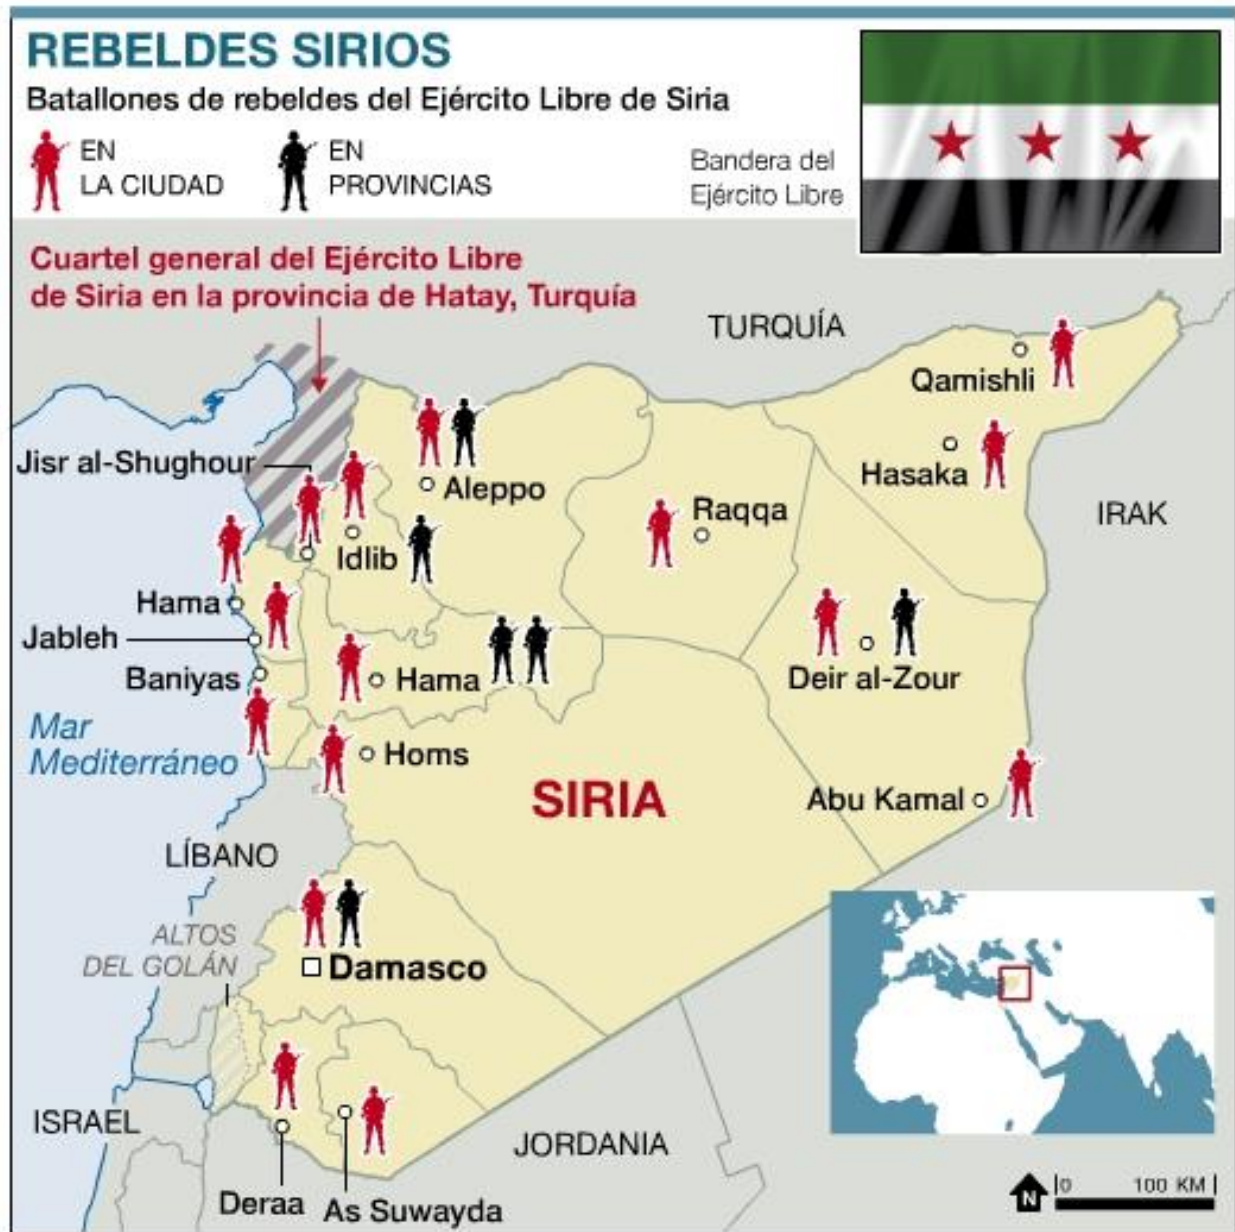 REBELDES SIRIOS
Batallones de rebeldes del Ejército Libre de Siria
EN
LA CIUDAD
EN
PROVINCIAS
Bandera del
Ejército Libre
Cuartel general del Ejército Libre
de Siria en la provincia de Hatay, Turquía
TURQUÍA
Qamishli
Jisr al-Shughour
Aleppo
Hasaka
Raqqa
IRAK
Idlib
Hama
Jableh
Baniyas
Hama
Deir al-Zour
Mar
Mediterráneo
Homs
SIRIA
Abu Kamal
LÍBANO
ALTOS
DEL GOLÁN
Damasco
ISRAEL
JORDANIA
Deraa
As Suwayda
N
0 100 KM